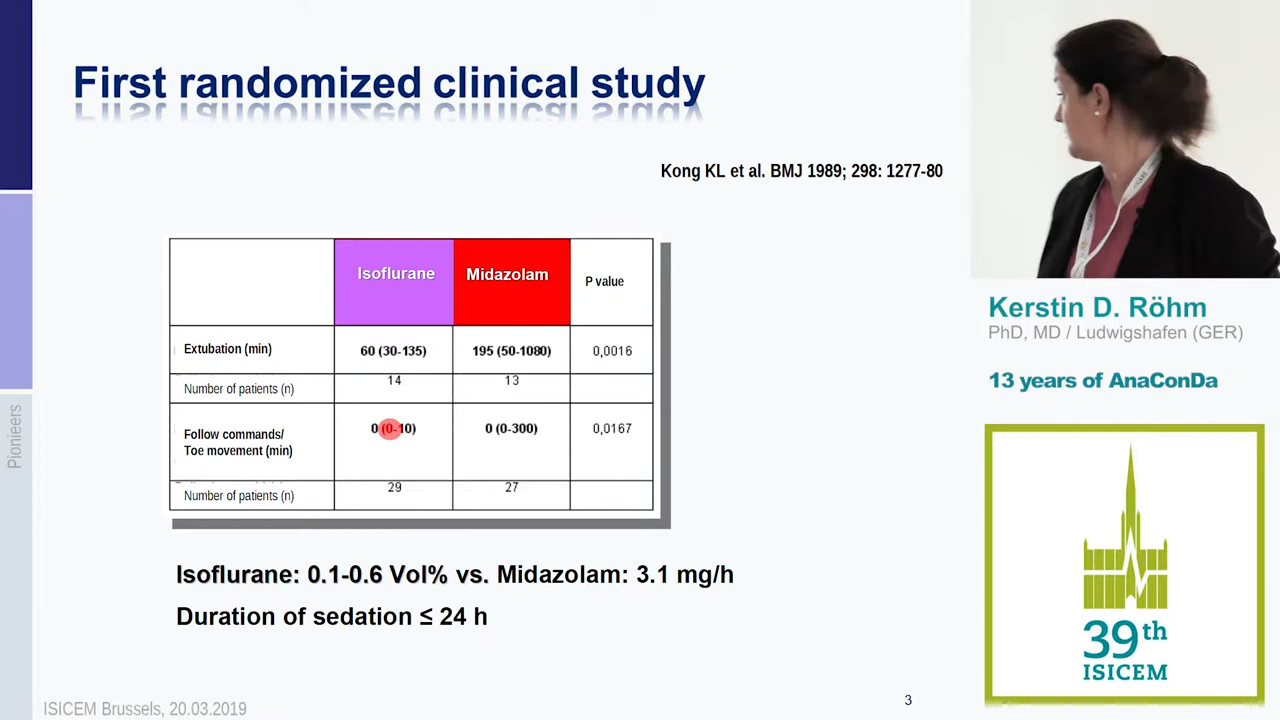 First randomized clinical study
Kong KL et al. BMJ 1989; 298: 1277-80
Isoflurane Midazolam P value
Extubation (min) 60 (30-135) 195 (50-1080) 0,0016
Number of patients (n) 14 13
Follow commands/
Toe movement (min) 0 (0-10) 0 (0-300) 0,0167
Number of patients (n) 29 27
Isoflurane: 0.1-0.6 Vol% vs. Midazolam: 3.1 mg/h
Duration of sedation ≤ 24 h
Pionieers
ISICEM Brussels, 20.03.2019
3
Kerstin D. Röhm
PhD, MD / Ludwigshafen (GER)
13 years of AnaConDa
39th
ISICEM